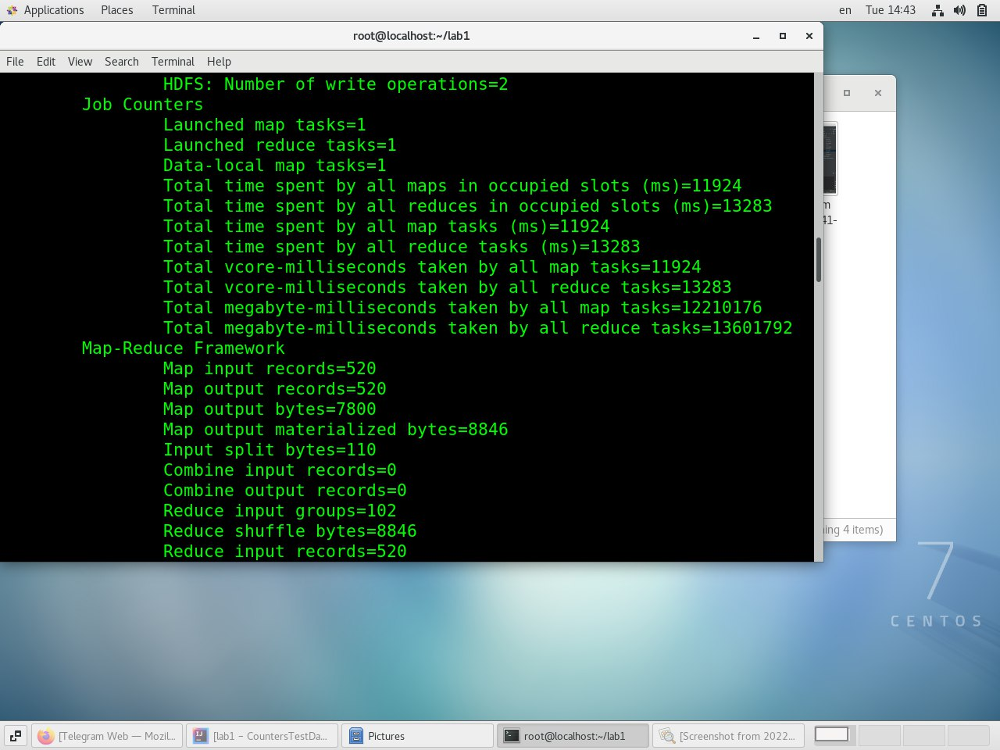 Applications Places Terminal en Tue 14:43
root@localhost:~/lab1
File Edit View Search Terminal Help
HDFS: Number of write operations=2
Job Counters
Launched map tasks=1
Launched reduce tasks=1
Data-local map tasks=1
Total time spent by all maps in occupied slots (ms)=11924
Total time spent by all reduces in occupied slots (ms)=13283
Total time spent by all map tasks (ms)=11924
Total time spent by all reduce tasks (ms)=13283
Total vcore-milliseconds taken by all map tasks=11924
Total vcore-milliseconds taken by all reduce tasks=13283
Total megabyte-milliseconds taken by all map tasks=12210176
Total megabyte-milliseconds taken by all reduce tasks=13601792
Map-Reduce Framework
Map input records=520
Map output records=520
Map output bytes=7800
Map output materialized bytes=8846
Input split bytes=110
Combine input records=0
Combine output records=0
Reduce input groups=102
Reduce shuffle bytes=8846
Reduce input records=520
m
41-
ing 4 items)
7
CENTOS
[Telegram Web — Mozil... [lab1 – CountersTestDa... Pictures root@localhost:~/lab1 [Screenshot from 2022...